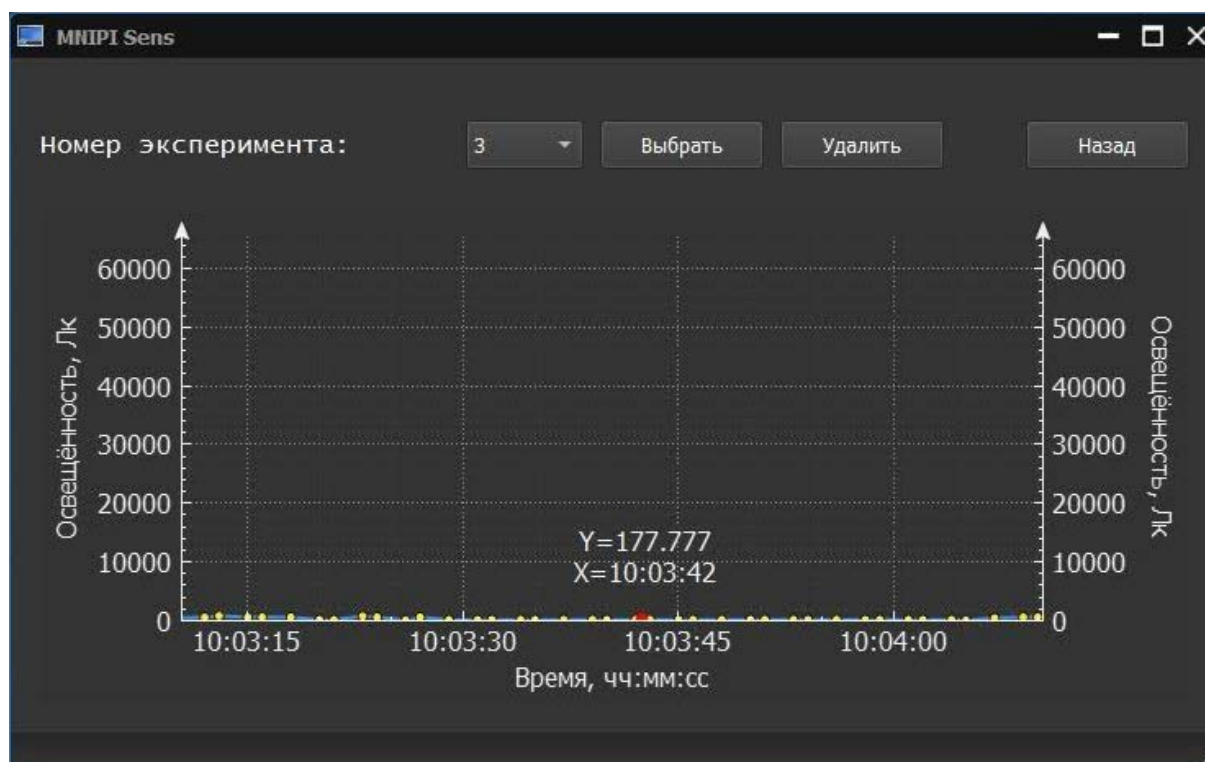 MNIPI Sens
Номер эксперимента: 3 Выбрать Удалить Назад
Освещённость, Лк
60000
50000
40000
30000
20000
10000
0
Y=177.777
X=10:03:42
60000
50000
40000
30000
20000
10000
0
Освещённость, Лк
10:03:15 10:03:30 10:03:45 10:04:00
Время, чч:мм:сс